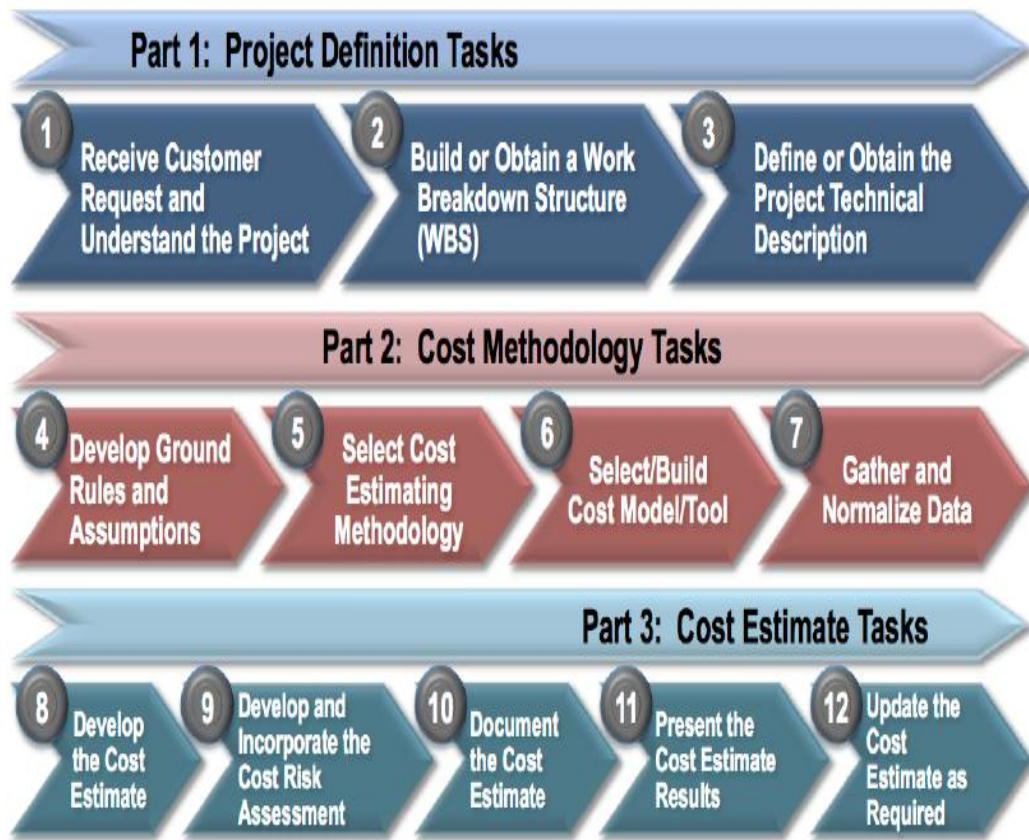 Part 1: Project Definition Tasks
1
Receive Customer
Request and
Understand the Project
2
Build or Obtain a Work
Breakdown Structure
(WBS)
3
Define or Obtain the
Project Technical
Description
Part 2: Cost Methodology Tasks
4
Develop Ground
Rules and
Assumptions
5
Select Cost
Estimating
Methodology
6
Select/Build
Cost Model/Tool
7
Gather and
Normalize Data
Part 3: Cost Estimate Tasks
8
Develop
the Cost
Estimate
9
Develop and
Incorporate the
Cost Risk
Assessment
10
Document
the Cost
Estimate
11
Present the
Cost Estimate
Results
12
Update the
Cost
Estimate as
Required